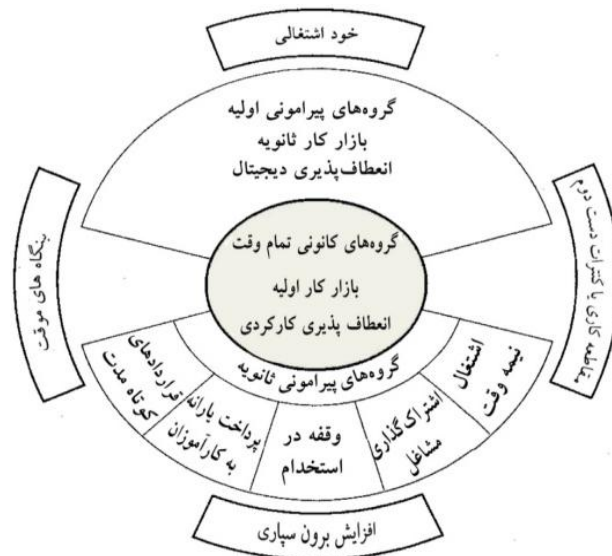 خود اشتغالی
گروه‌های پیرامونی اولیه
بازار کار ثانویه
انعطاف‌پذیری دیجیتال
مقاطعه کاری یا کنترات دست دوم
بنگاه های موقت
گروه‌های کانونی تمام وقت
بازار کار اولیه
انعطاف پذیری کارکردی
گروه‌های پیرامونی ثانویه
اشتغال
نیمه وقت
اشتراک‌گذاری
مشاغل
وقفه در
استخدام
پرداخت یارانه
به کارآموزان
قراردادهای
کوتاه مدت
افزایش برون سپاری